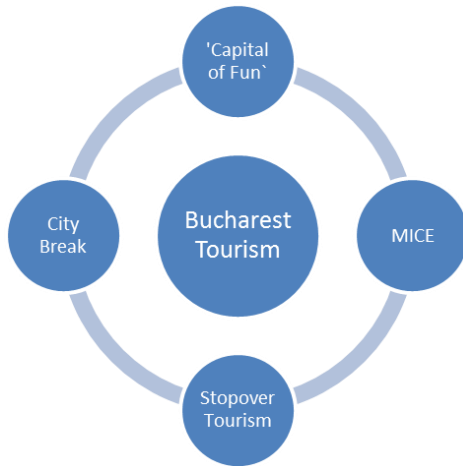 'Capital
of Fun`
City
Break
Bucharest
Tourism
MICE
Stopover
Tourism